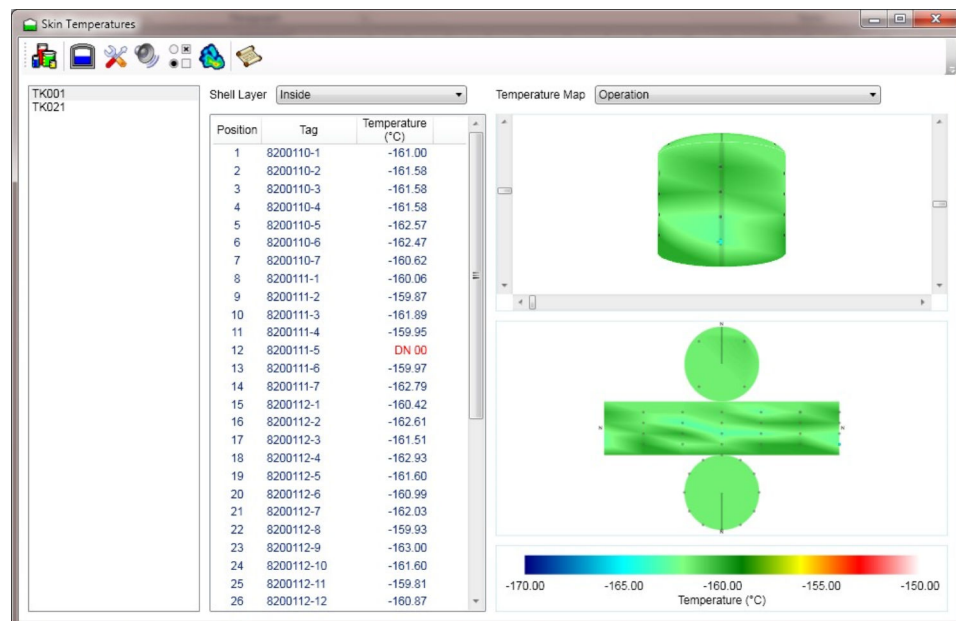 Skin Temperatures
TK001
TK021
Shell Layer Inside
Temperature Map Operation
Position Tag Temperature (°C)
1 8200110-1 -161.00
2 8200110-2 -161.58
3 8200110-3 -161.58
4 8200110-4 -161.58
5 8200110-5 -162.57
6 8200110-6 -162.47
7 8200110-7 -160.62
8 8200111-1 -160.06
9 8200111-2 -159.87
10 8200111-3 -161.89
11 8200111-4 -159.95
12 8200111-5 DN 00
13 8200111-6 -159.97
14 8200111-7 -162.79
15 8200112-1 -160.42
16 8200112-2 -162.61
17 8200112-3 -161.51
18 8200112-4 -162.93
19 8200112-5 -161.60
20 8200112-6 -160.99
21 8200112-7 -162.03
22 8200112-8 -159.93
23 8200112-9 -163.00
24 8200112-10 -161.60
25 8200112-11 -159.81
26 8200112-12 -160.87
N
N
N
N
-170.00 -165.00 -160.00 -155.00 -150.00
Temperature (°C)